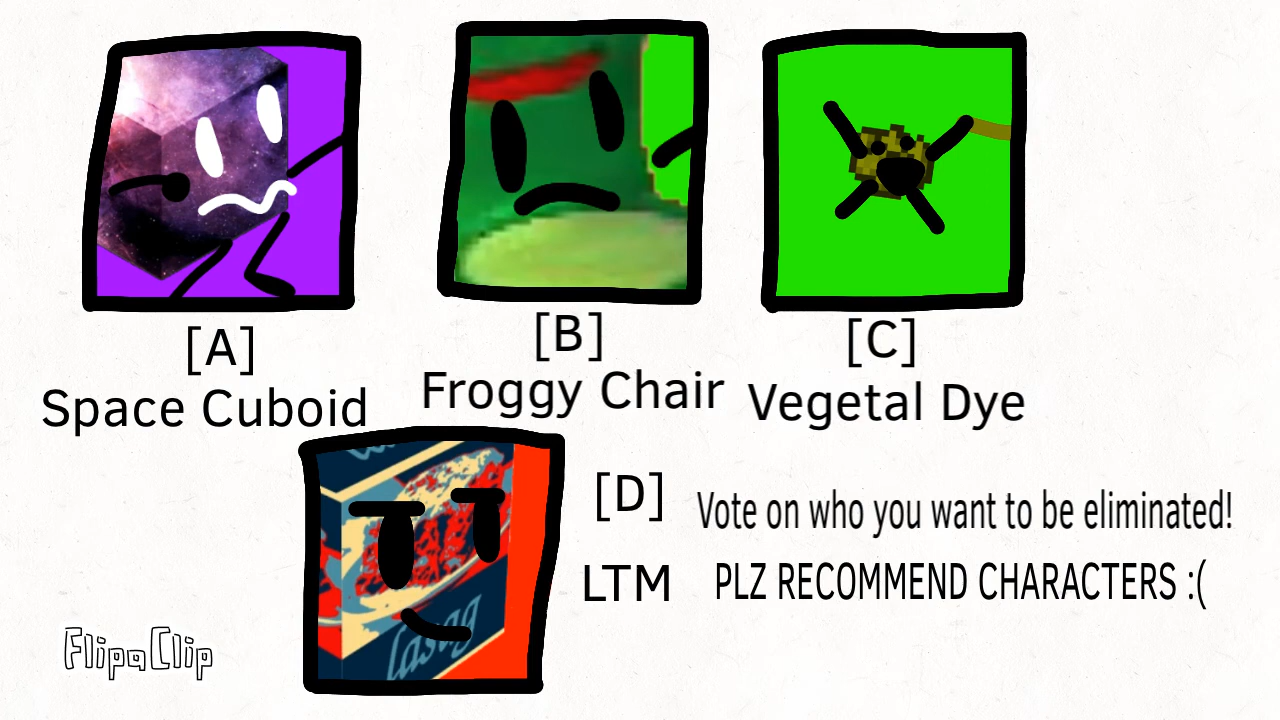 [A]
Space Cuboid
[B]
Froggy Chair
[C]
Vegetal Dye
lasag
[D]
LTM
Vote on who you want to be eliminated!
PLZ RECOMMEND CHARACTERS :(
FlipaClip